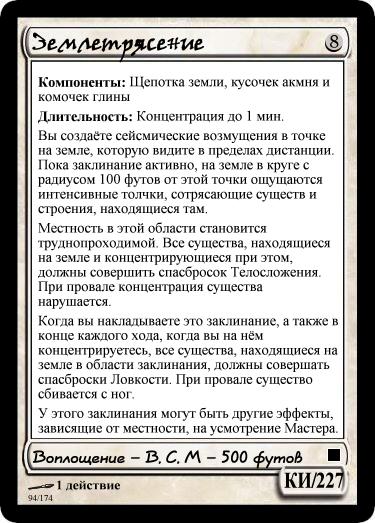 Землетрясение 8
Компоненты: Щепотка земли, кусочек акмня и
комочек глины
Длительность: Концентрация до 1 мин.
Вы создаёте сейсмические возмущения в точке
на земле, которую видите в пределах дистанции.
Пока заклинание активно, на земле в круге с
радиусом 100 футов от этой точки ощущаются
интенсивные толчки, сотрясающие существ и
строения, находящиеся там.
Местность в этой области становится
труднопроходимой. Все существа, находящиеся
на земле и концентрирующиеся при этом,
должны совершить спасбросок Телосложения.
При провале концентрация существа
нарушается.
Когда вы накладываете это заклинание, а также в
конце каждого хода, когда вы на нём
концентрируетесь, все существа, находящиеся на
земле в области заклинания, должны совершать
спасброски Ловкости. При провале существо
сбивается с ног.
У этого заклинания могут быть другие эффекты,
зависящие от местности, на усмотрение Мастера.
Воплощение – В, С, М – 500 футов
1 действие
КИ/227
94/174